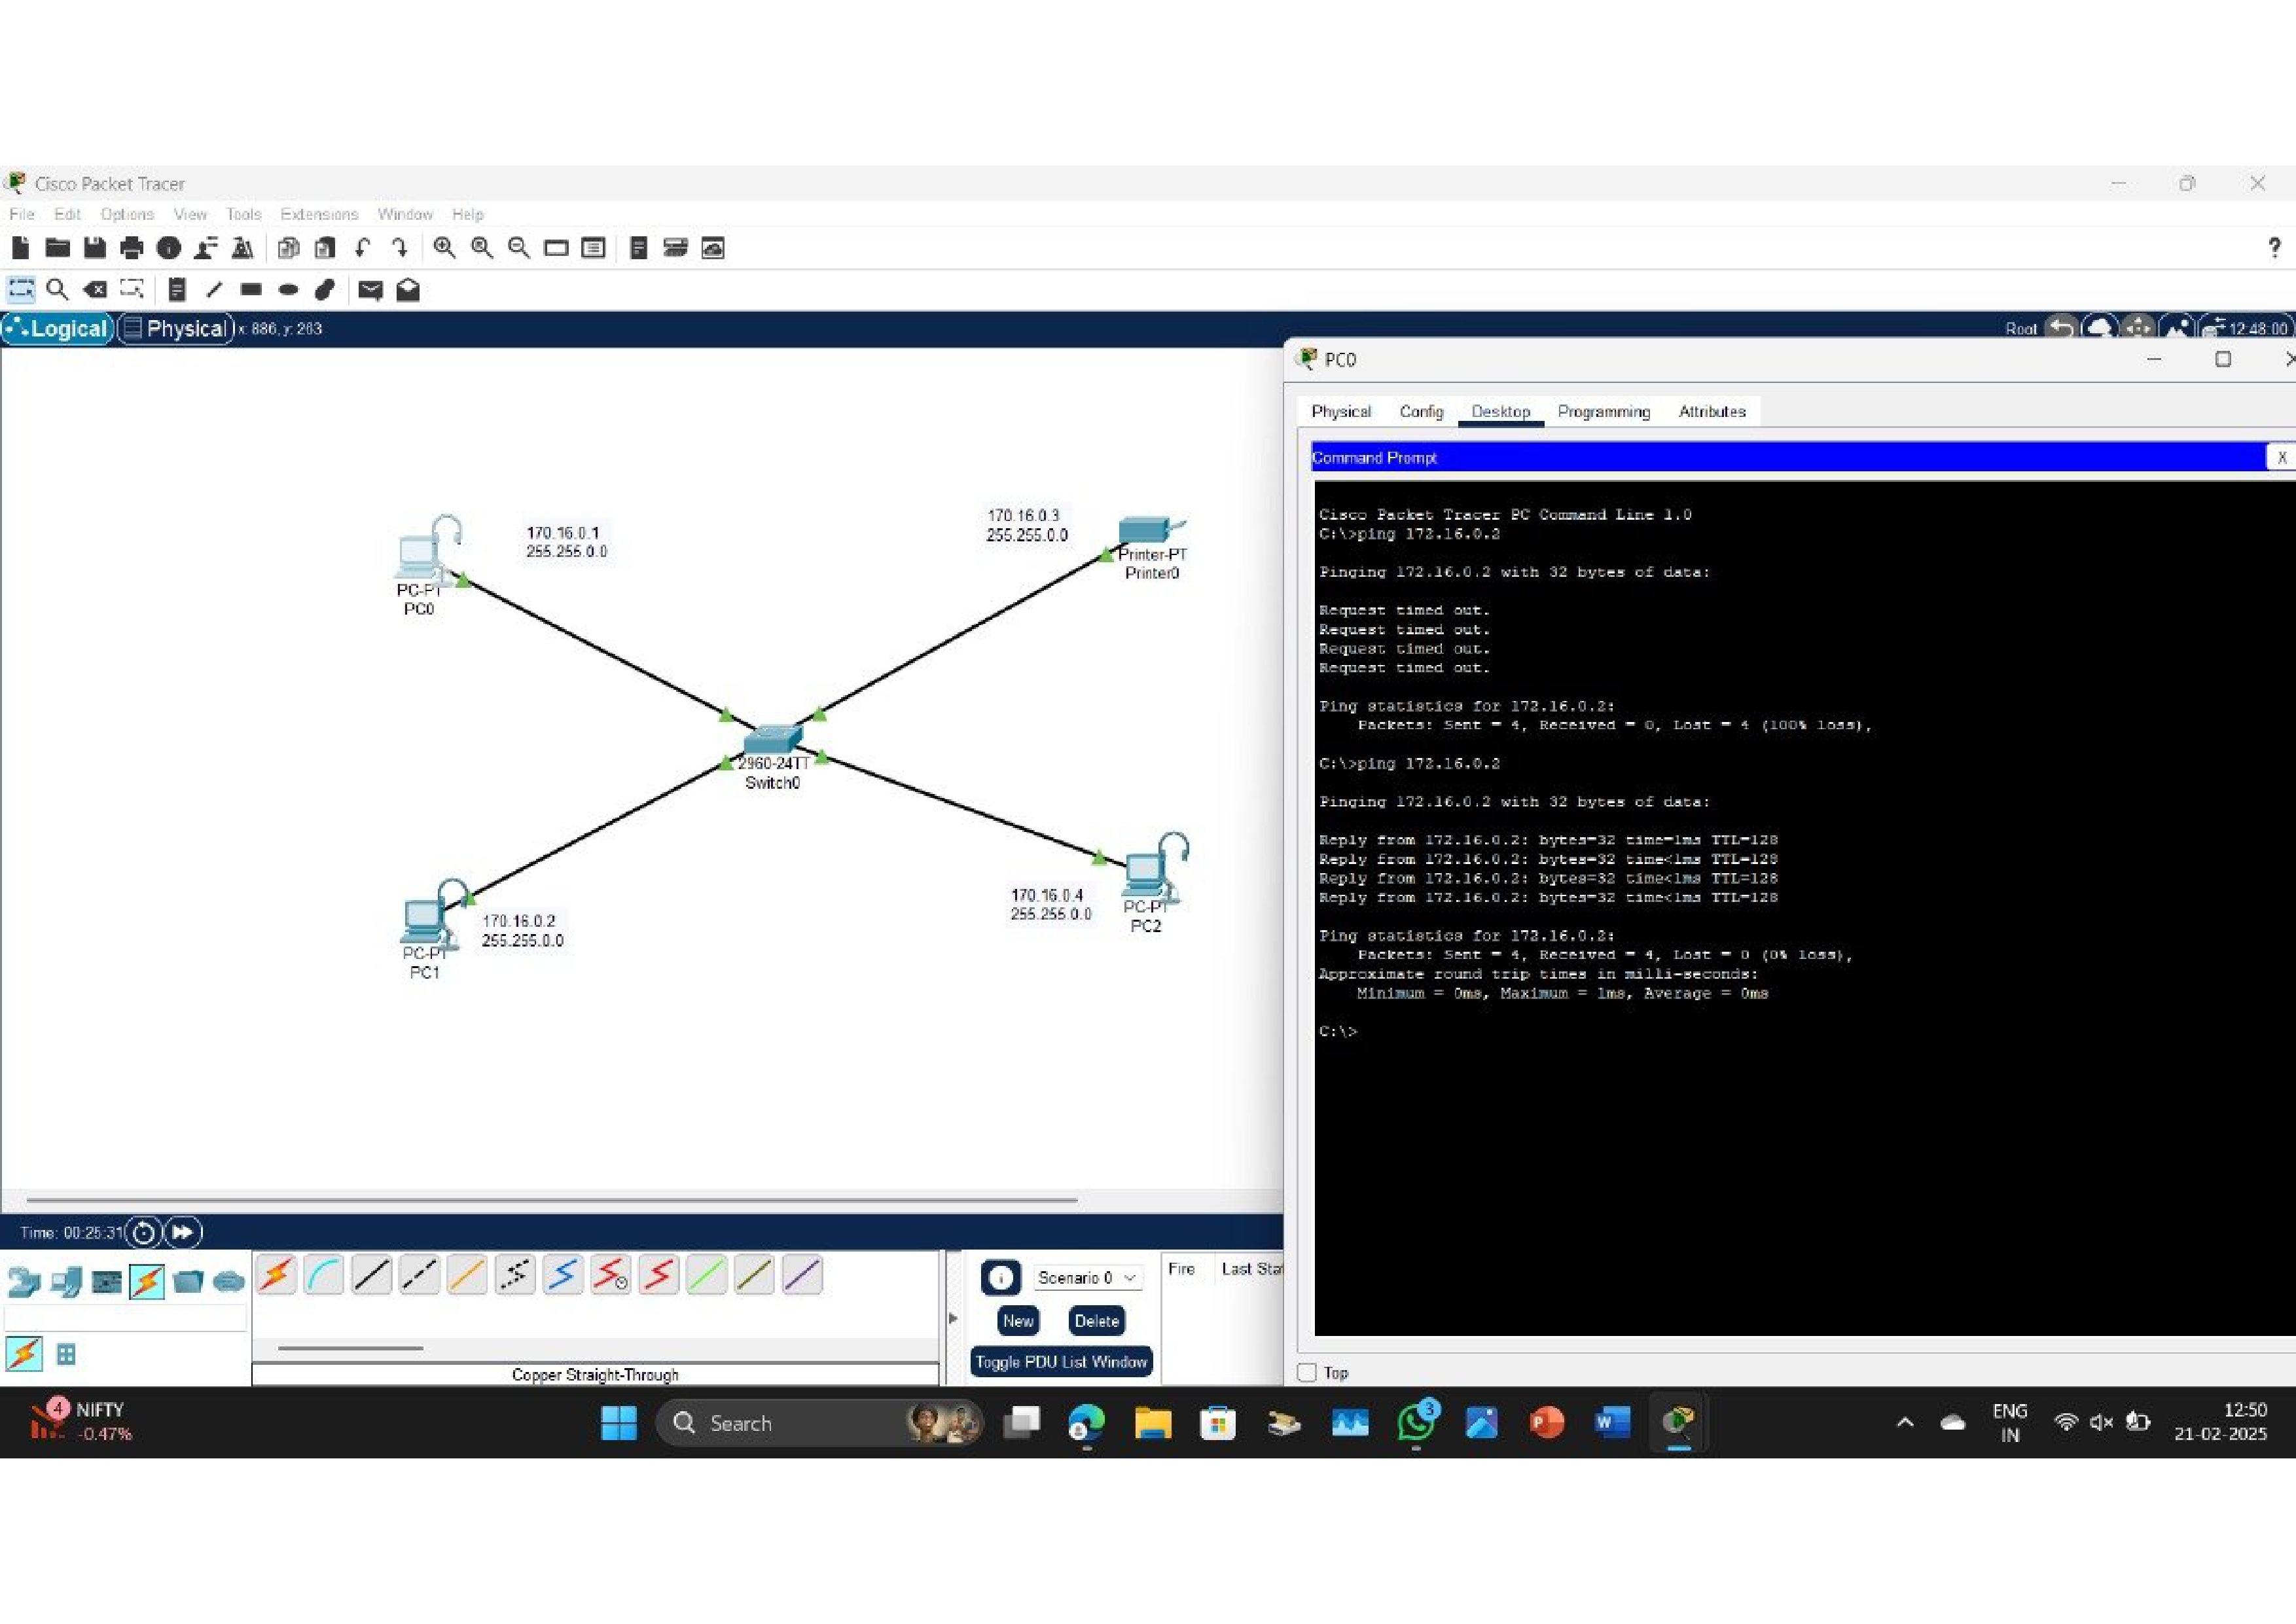 Cisco Packet Tracer
File Edit Options View Tools Extensions Window Help
?
Logical Physical x: 886, y: 263
Root 12:48:00
PC0
Physical Config Desktop Programming Attributes
Command Prompt
X
Cisco Packet Tracer PC Command Line 1.0
C:\>ping 172.16.0.2
Pinging 172.16.0.2 with 32 bytes of data:
Request timed out.
Request timed out.
Request timed out.
Request timed out.
Ping statistics for 172.16.0.2:
Packets: Sent = 4, Received = 0, Lost = 4 (100% loss),
C:\>ping 172.16.0.2
Pinging 172.16.0.2 with 32 bytes of data:
Reply from 172.16.0.2: bytes=32 time=1ms TTL=128
Reply from 172.16.0.2: bytes=32 time<1ms TTL=128
Reply from 172.16.0.2: bytes=32 time<1ms TTL=128
Reply from 172.16.0.2: bytes=32 time<1ms TTL=128
Ping statistics for 172.16.0.2:
Packets: Sent = 4, Received = 4, Lost = 0 (0% loss),
Approximate round trip times in milli-seconds:
Minimum = 0ms, Maximum = 1ms, Average = 0ms
C:\>
Top
170.16.0.1
255.255.0.0
PC-PT
PC0
170.16.0.3
255.255.0.0
Printer-PT
Printer0
2960-24TT
Switch0
170.16.0.2
255.255.0.0
PC-PT
PC1
170.16.0.4
255.255.0.0
PC-PT
PC2
Time: 00:25:31
Scenario 0
New Delete
Toggle PDU List Window
Fire Last Sta
Copper Straight-Through
4
NIFTY
-0.47%
Search
3
ENG
IN
12:50
21-02-2025